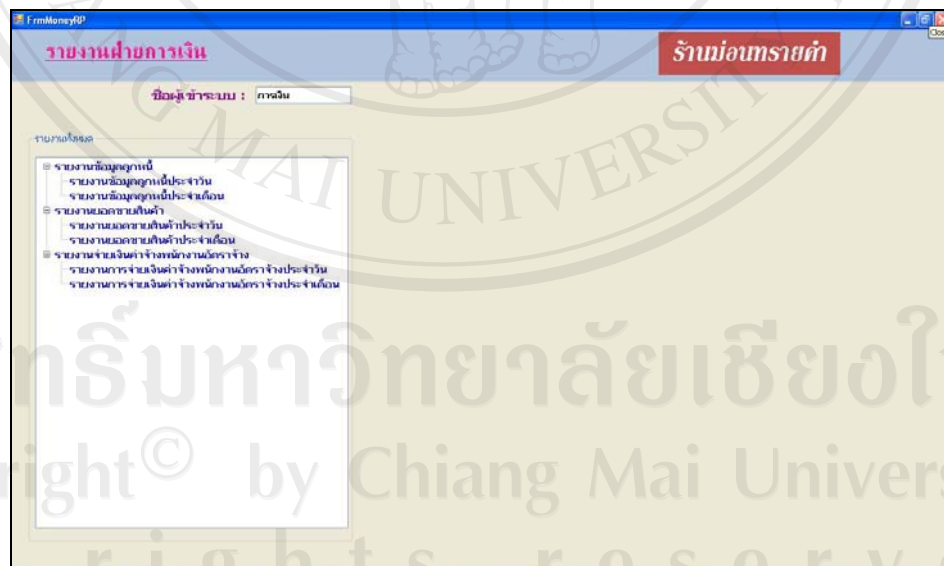 FrmMoneyRP
Close
รายงานฝ่ายการเงิน
ร้านม่อนทรายคำ
ชื่อผู้เข้าระบบ : การเงิน
รายงานทั้งหมด
รายงานข้อมูลลูกหนี้
รายงานข้อมูลลูกหนี้ประจำวัน
รายงานข้อมูลลูกหนี้ประจำเดือน
รายงานยอดขายสินค้า
รายงานยอดขายสินค้าประจำวัน
รายงานยอดขายสินค้าประจำเดือน
รายงานจ่ายเงินค่าจ้างพนักงานอัตราจ้าง
รายงานการจ่ายเงินค่าจ้างพนักงานอัตราจ้างประจำวัน
รายงานการจ่ายเงินค่าจ้างพนักงานอัตราจ้างประจำเดือน
NG MAI UNIVERSITY
ทธิ์มหาวิทยาลัยเชียงให
right© by Chiang Mai Univers
rights reserv